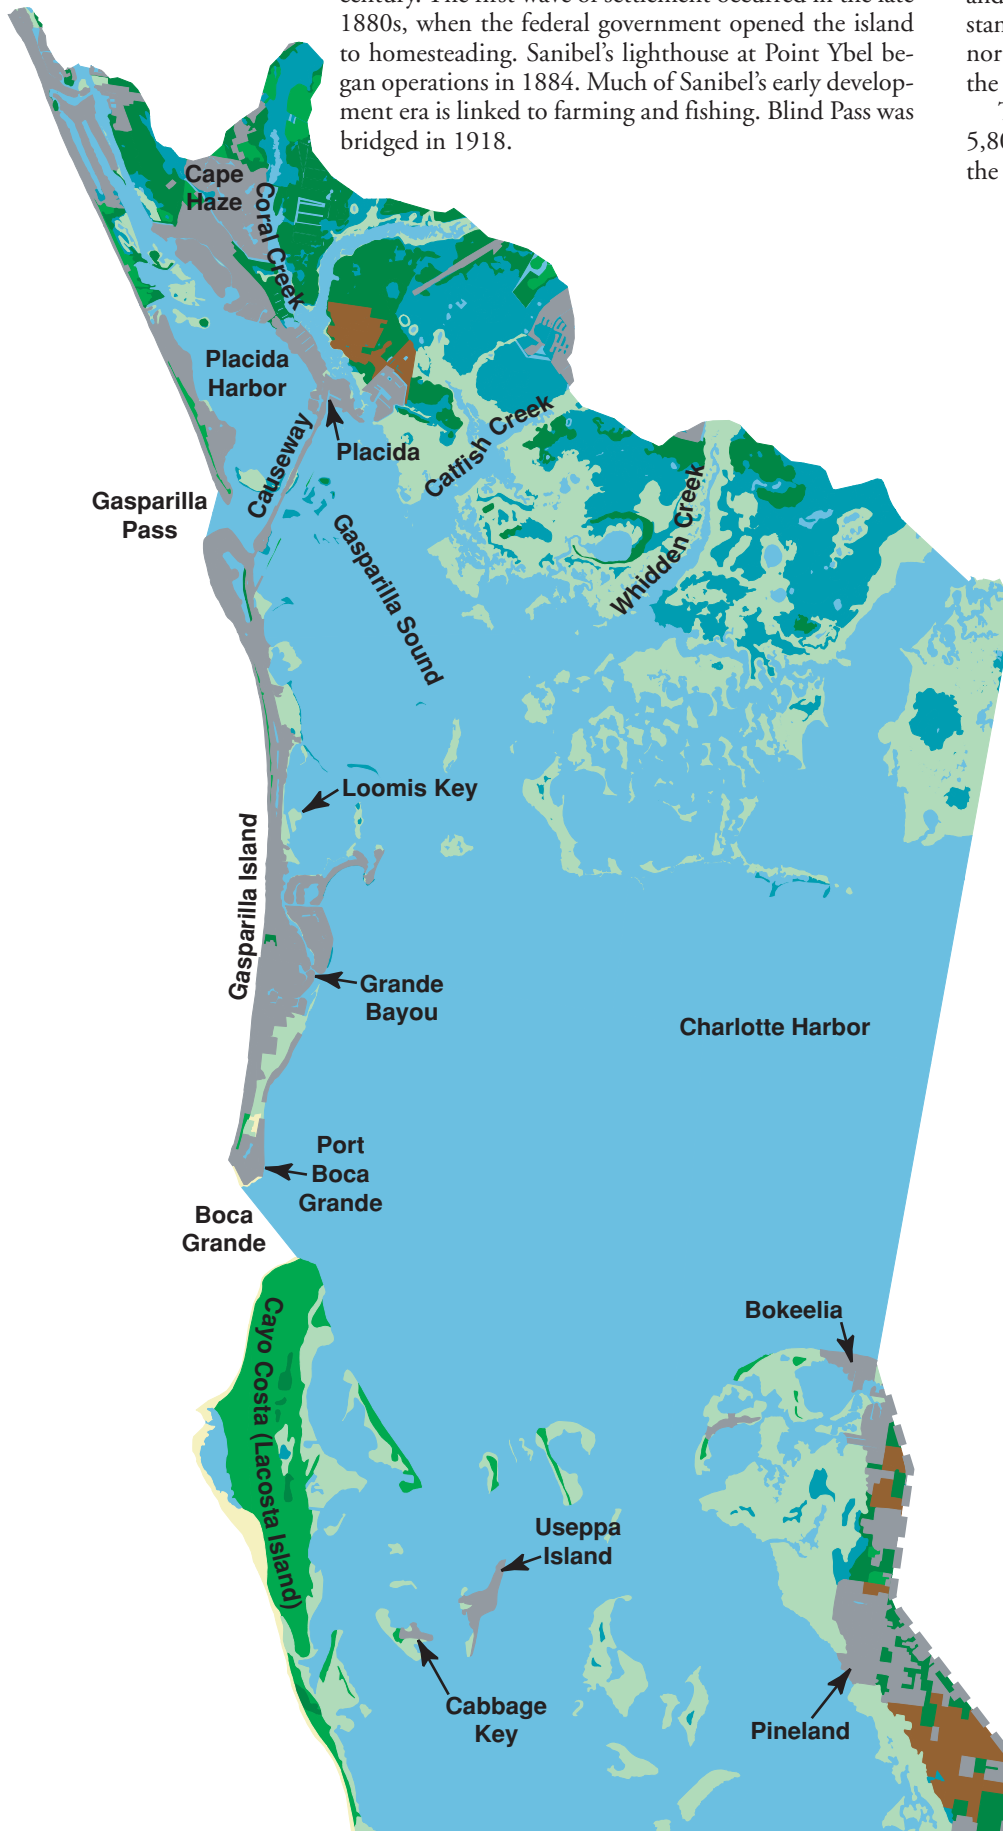 1880s, when the federal government opened the island
to homesteading. Sanibel's lighthouse at Point Ybel be-
gan operations in 1884. Much of Sanibel's early develop-
ment era is linked to farming and fishing. Blind Pass was
bridged in 1918.
the
5,80
the
Cape
Haze
Coral Creek
Placida
Harbor
Placida
Causeway
Catfish Creek
Gasparilla
Pass
Whidden Creek
Gasparilla Sound
Loomis Key
Gasparilla Island
Grande
Bayou
Charlotte Harbor
Port
Boca
Grande
Boca
Grande
Bokeelia
Cayo Costa (Lacosta Island)
Useppa
Island
Cabbage
Key
Pineland